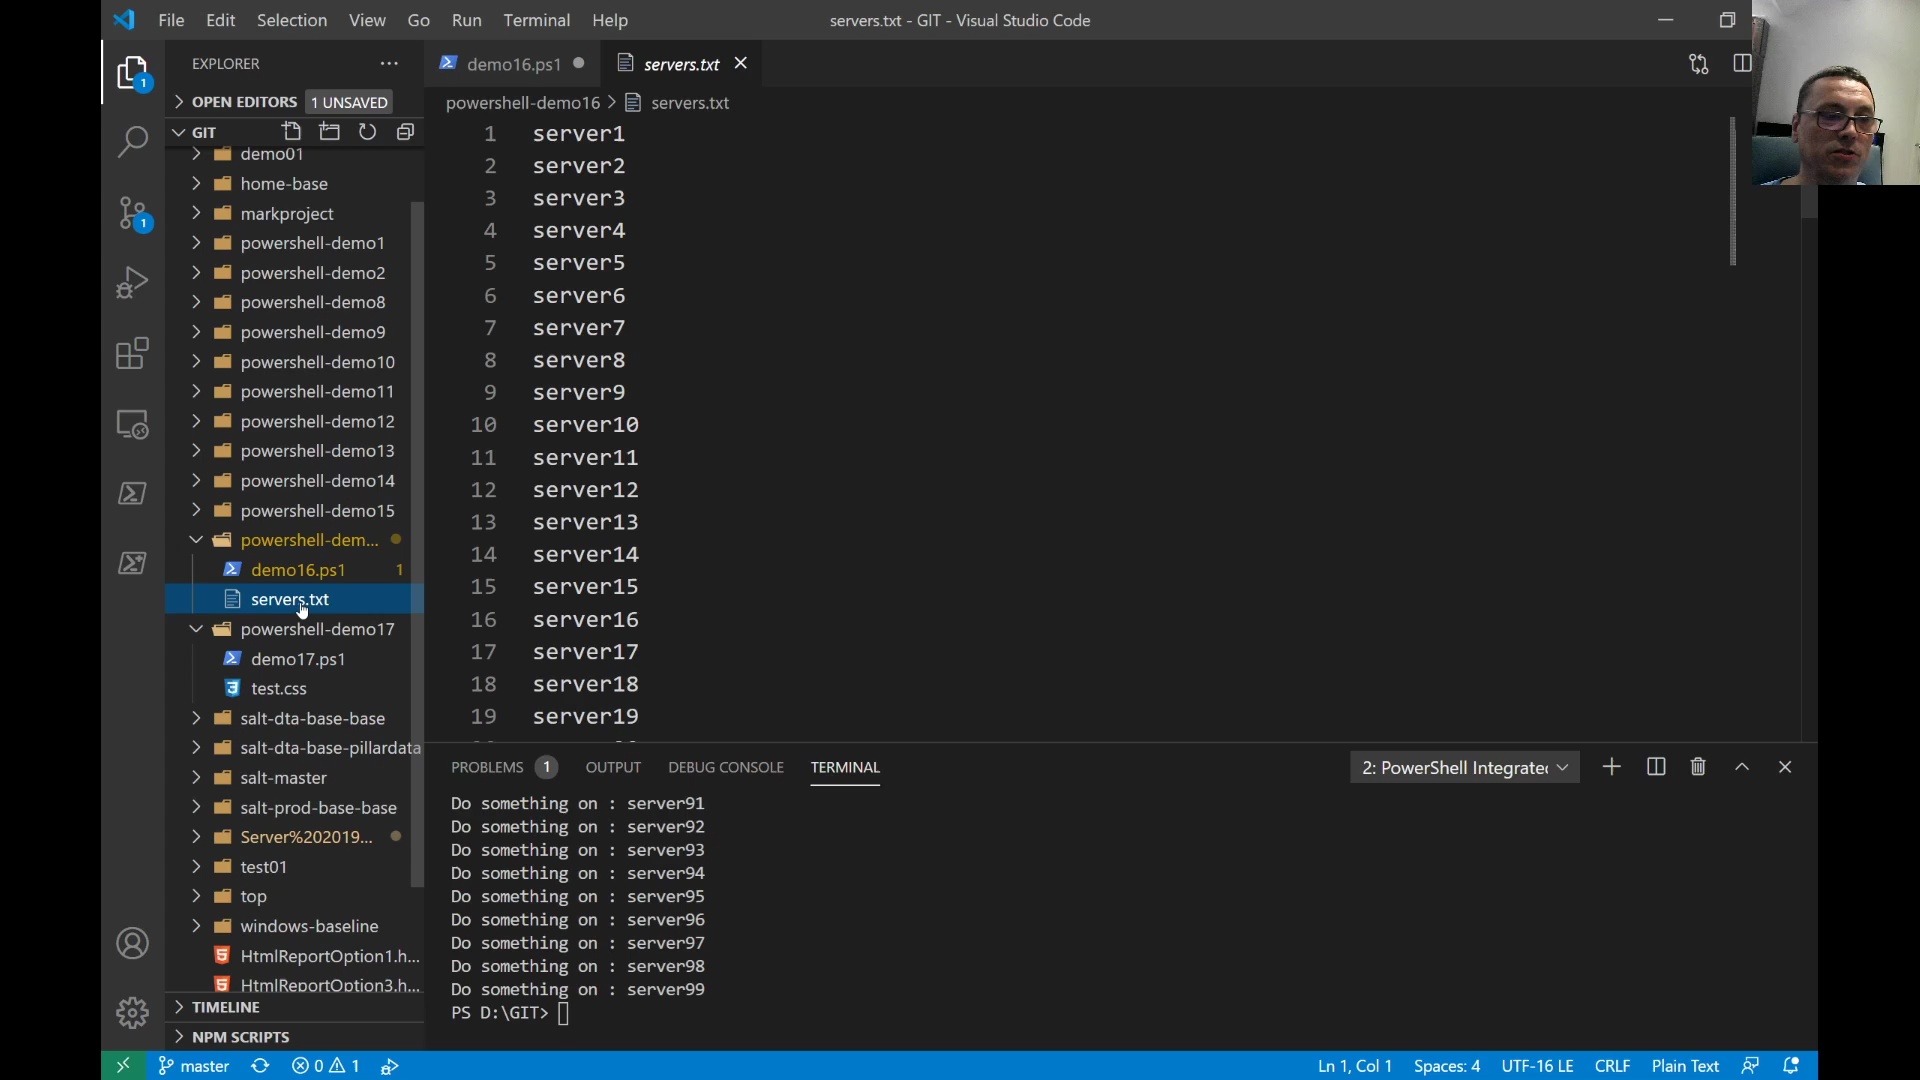 File Edit Selection View Go Run Terminal Help
servers.txt - GIT - Visual Studio Code
EXPLORER
OPEN EDITORS 1 UNSAVED
GIT
demo01
home-base
markproject
powershell-demo1
powershell-demo2
powershell-demo8
powershell-demo9
powershell-demo10
powershell-demo11
powershell-demo12
powershell-demo13
powershell-demo14
powershell-demo15
powershell-dem...
demo16.ps1 1
servers.txt
powershell-demo17
demo17.ps1
test.css
salt-dta-base-base
salt-dta-base-pillardata
salt-master
salt-prod-base-base
Server%202019...
test01
top
windows-baseline
HtmlReportOption1.h...
HtmlReportOption3.h...
TIMELINE
NPM SCRIPTS
1
1
demo16.ps1 servers.txt
powershell-demo16 > servers.txt
1 server1
2 server2
3 server3
4 server4
5 server5
6 server6
7 server7
8 server8
9 server9
10 server10
11 server11
12 server12
13 server13
14 server14
15 server15
16 server16
17 server17
18 server18
19 server19
PROBLEMS 1 OUTPUT DEBUG CONSOLE TERMINAL
2: PowerShell Integrate
Do something on : server91
Do something on : server92
Do something on : server93
Do something on : server94
Do something on : server95
Do something on : server96
Do something on : server97
Do something on : server98
Do something on : server99
PS D:\GIT>
master 0 1
Ln 1, Col 1 Spaces: 4 UTF-16 LE CRLF Plain Text